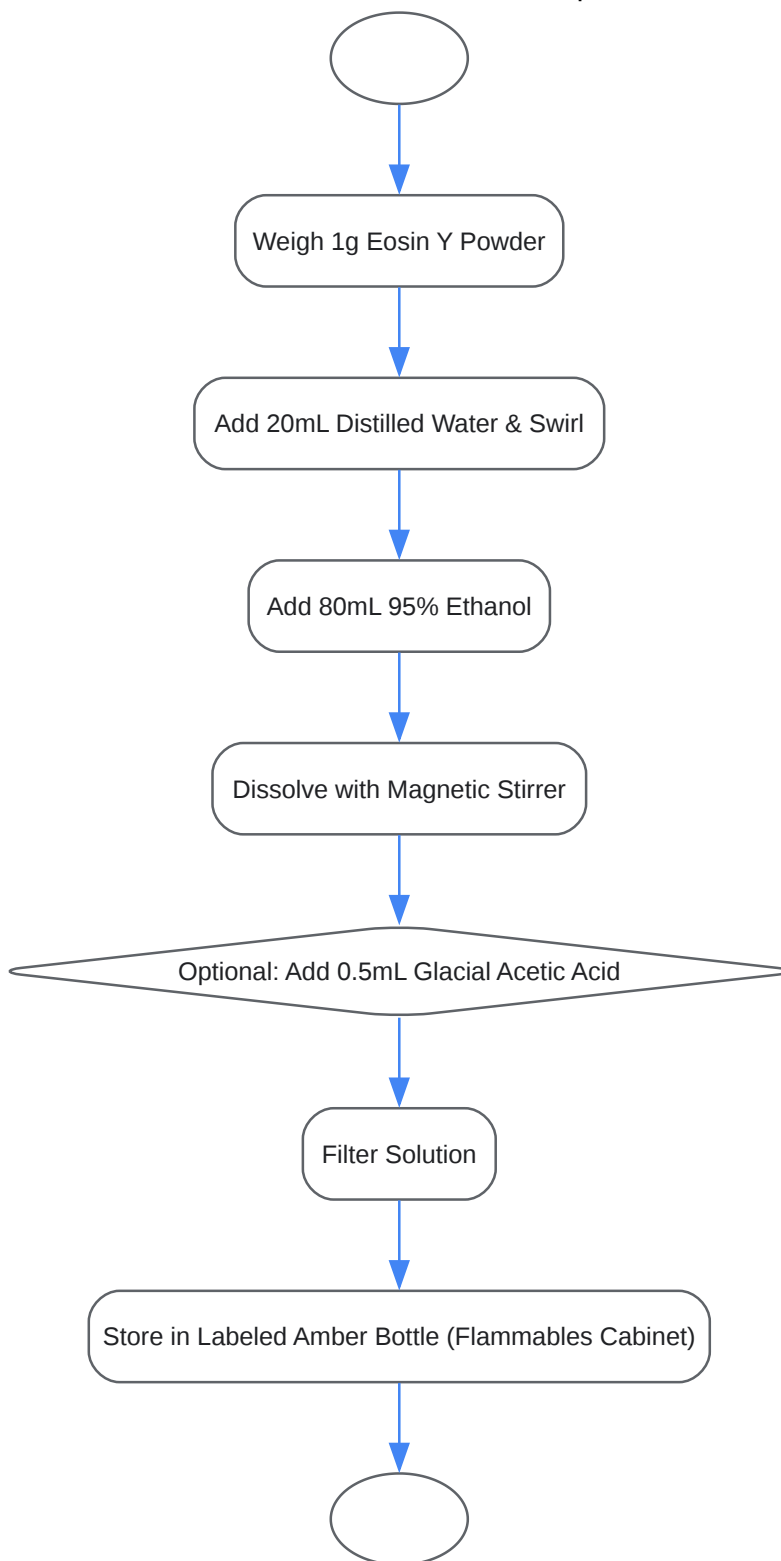 Weigh 1g Eosin Y Powder
Add 20mL Distilled Water & Swirl
Add 80mL 95% Ethanol
Dissolve with Magnetic Stirrer
Optional: Add 0.5mL Glacial Acetic Acid
Filter Solution
Store in Labeled Amber Bottle (Flammables Cabinet)